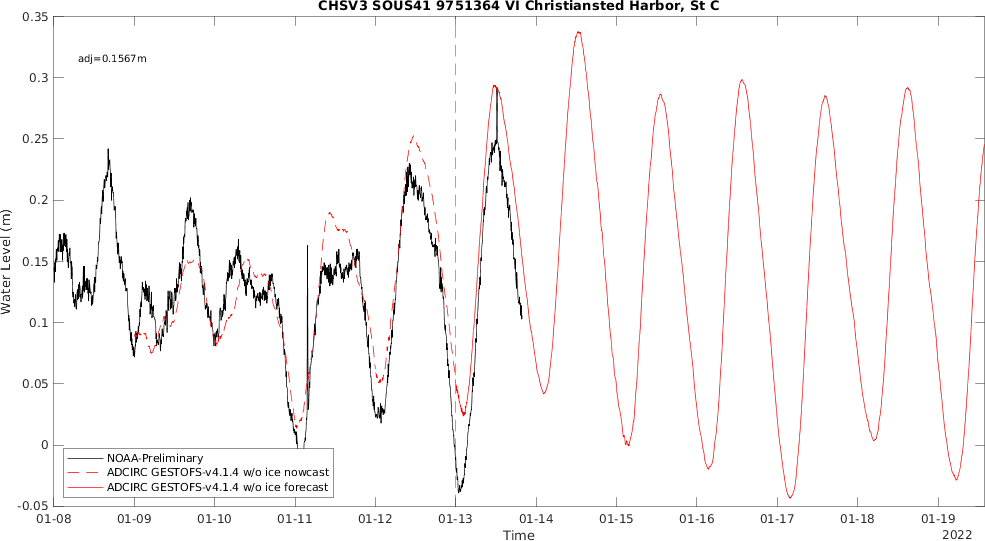 CHSV3 SOUS41 9751364 VI Christiansted Harbor, St C
adj=0.1567m
0.35
0.3
0.25
0.2
0.15
0.1
0.05
0
-0.05
Water Level (m)
NOAA-Preliminary
ADCIRC GESTOFS-v4.1.4 w/o ice nowcast
ADCIRC GESTOFS-v4.1.4 w/o ice forecast
01-08 01-09 01-10 01-11 01-12 01-13 01-14 01-15 01-16 01-17 01-18 01-19
Time
2022